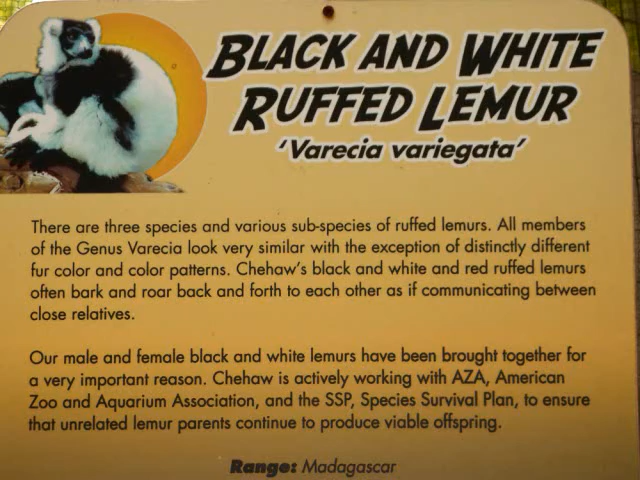 BLACK AND WHITE
RUFFED LEMUR
'Varecia variegata'
There are three species and various sub-species of ruffed lemurs. All members
of the Genus Varecia look very similar with the exception of distinctly different
fur color and color patterns. Chehaw's black and white and red ruffed lemurs
often bark and roar back and forth to each other as if communicating between
close relatives.
Our male and female black and white lemurs have been brought together for
a very important reason. Chehaw is actively working with AZA, American
Zoo and Aquarium Association, and the SSP, Species Survival Plan, to ensure
that unrelated lemur parents continue to produce viable offspring.
Range: Madagascar